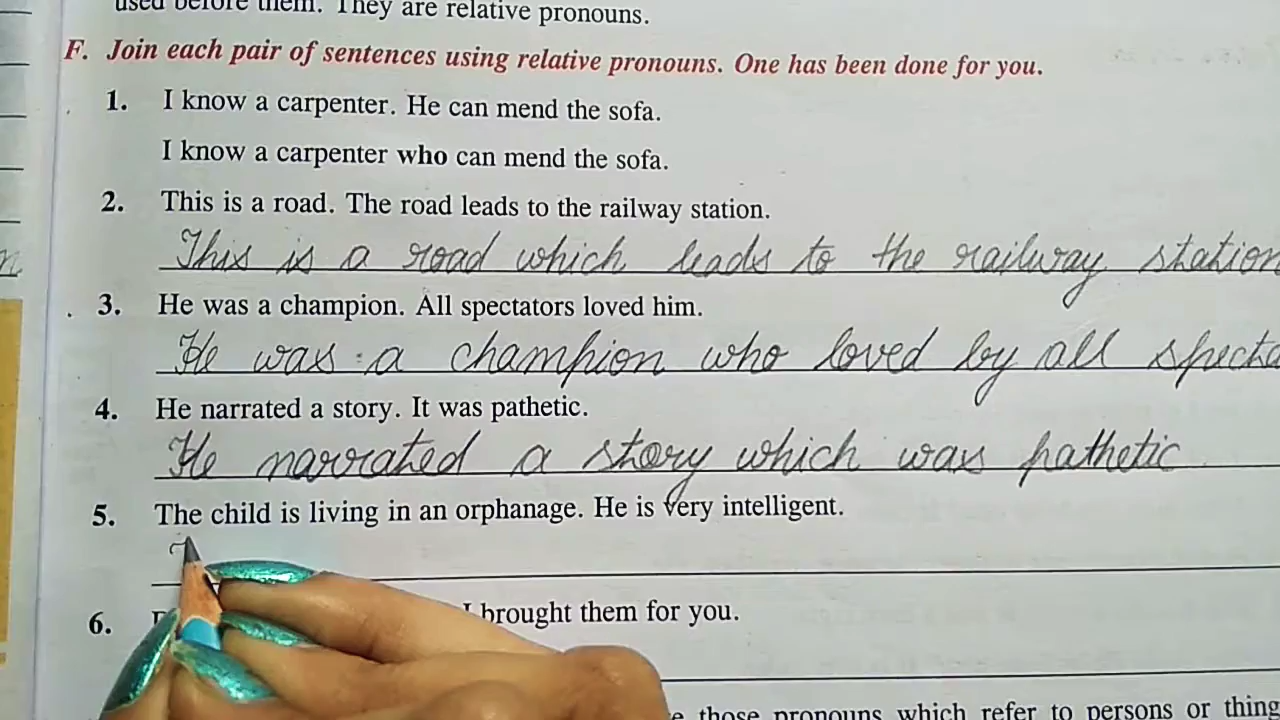 used before them. They are relative pronouns.
F. Join each pair of sentences using relative pronouns. One has been done for you.
1. I know a carpenter. He can mend the sofa.
I know a carpenter who can mend the sofa.
2. This is a road. The road leads to the railway station.
This is a road which leads to the railway station
3. He was a champion. All spectators loved him.
He was a champion who loved by all specta
4. He narrated a story. It was pathetic.
He narrated a story which was pathetic
5. The child is living in an orphanage. He is very intelligent.
6. I brought them for you.
those pronouns which refer to persons or thing